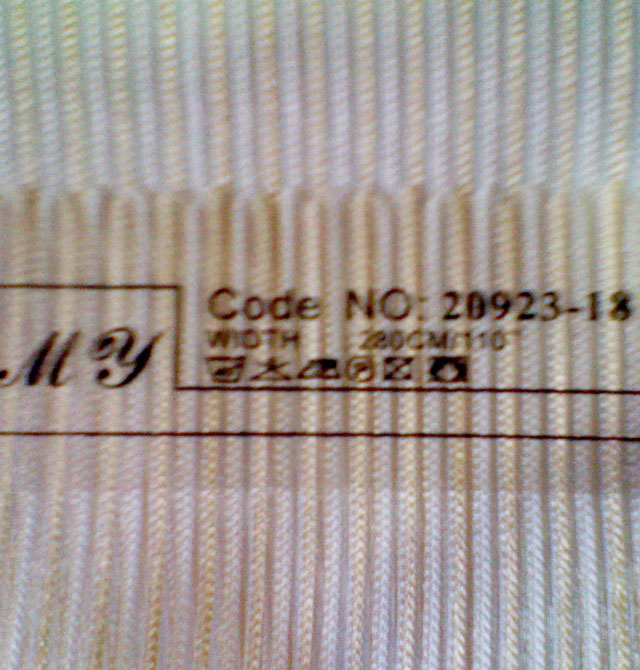 Code NO: 20923-18
WIDTH 280CM/110"
MY